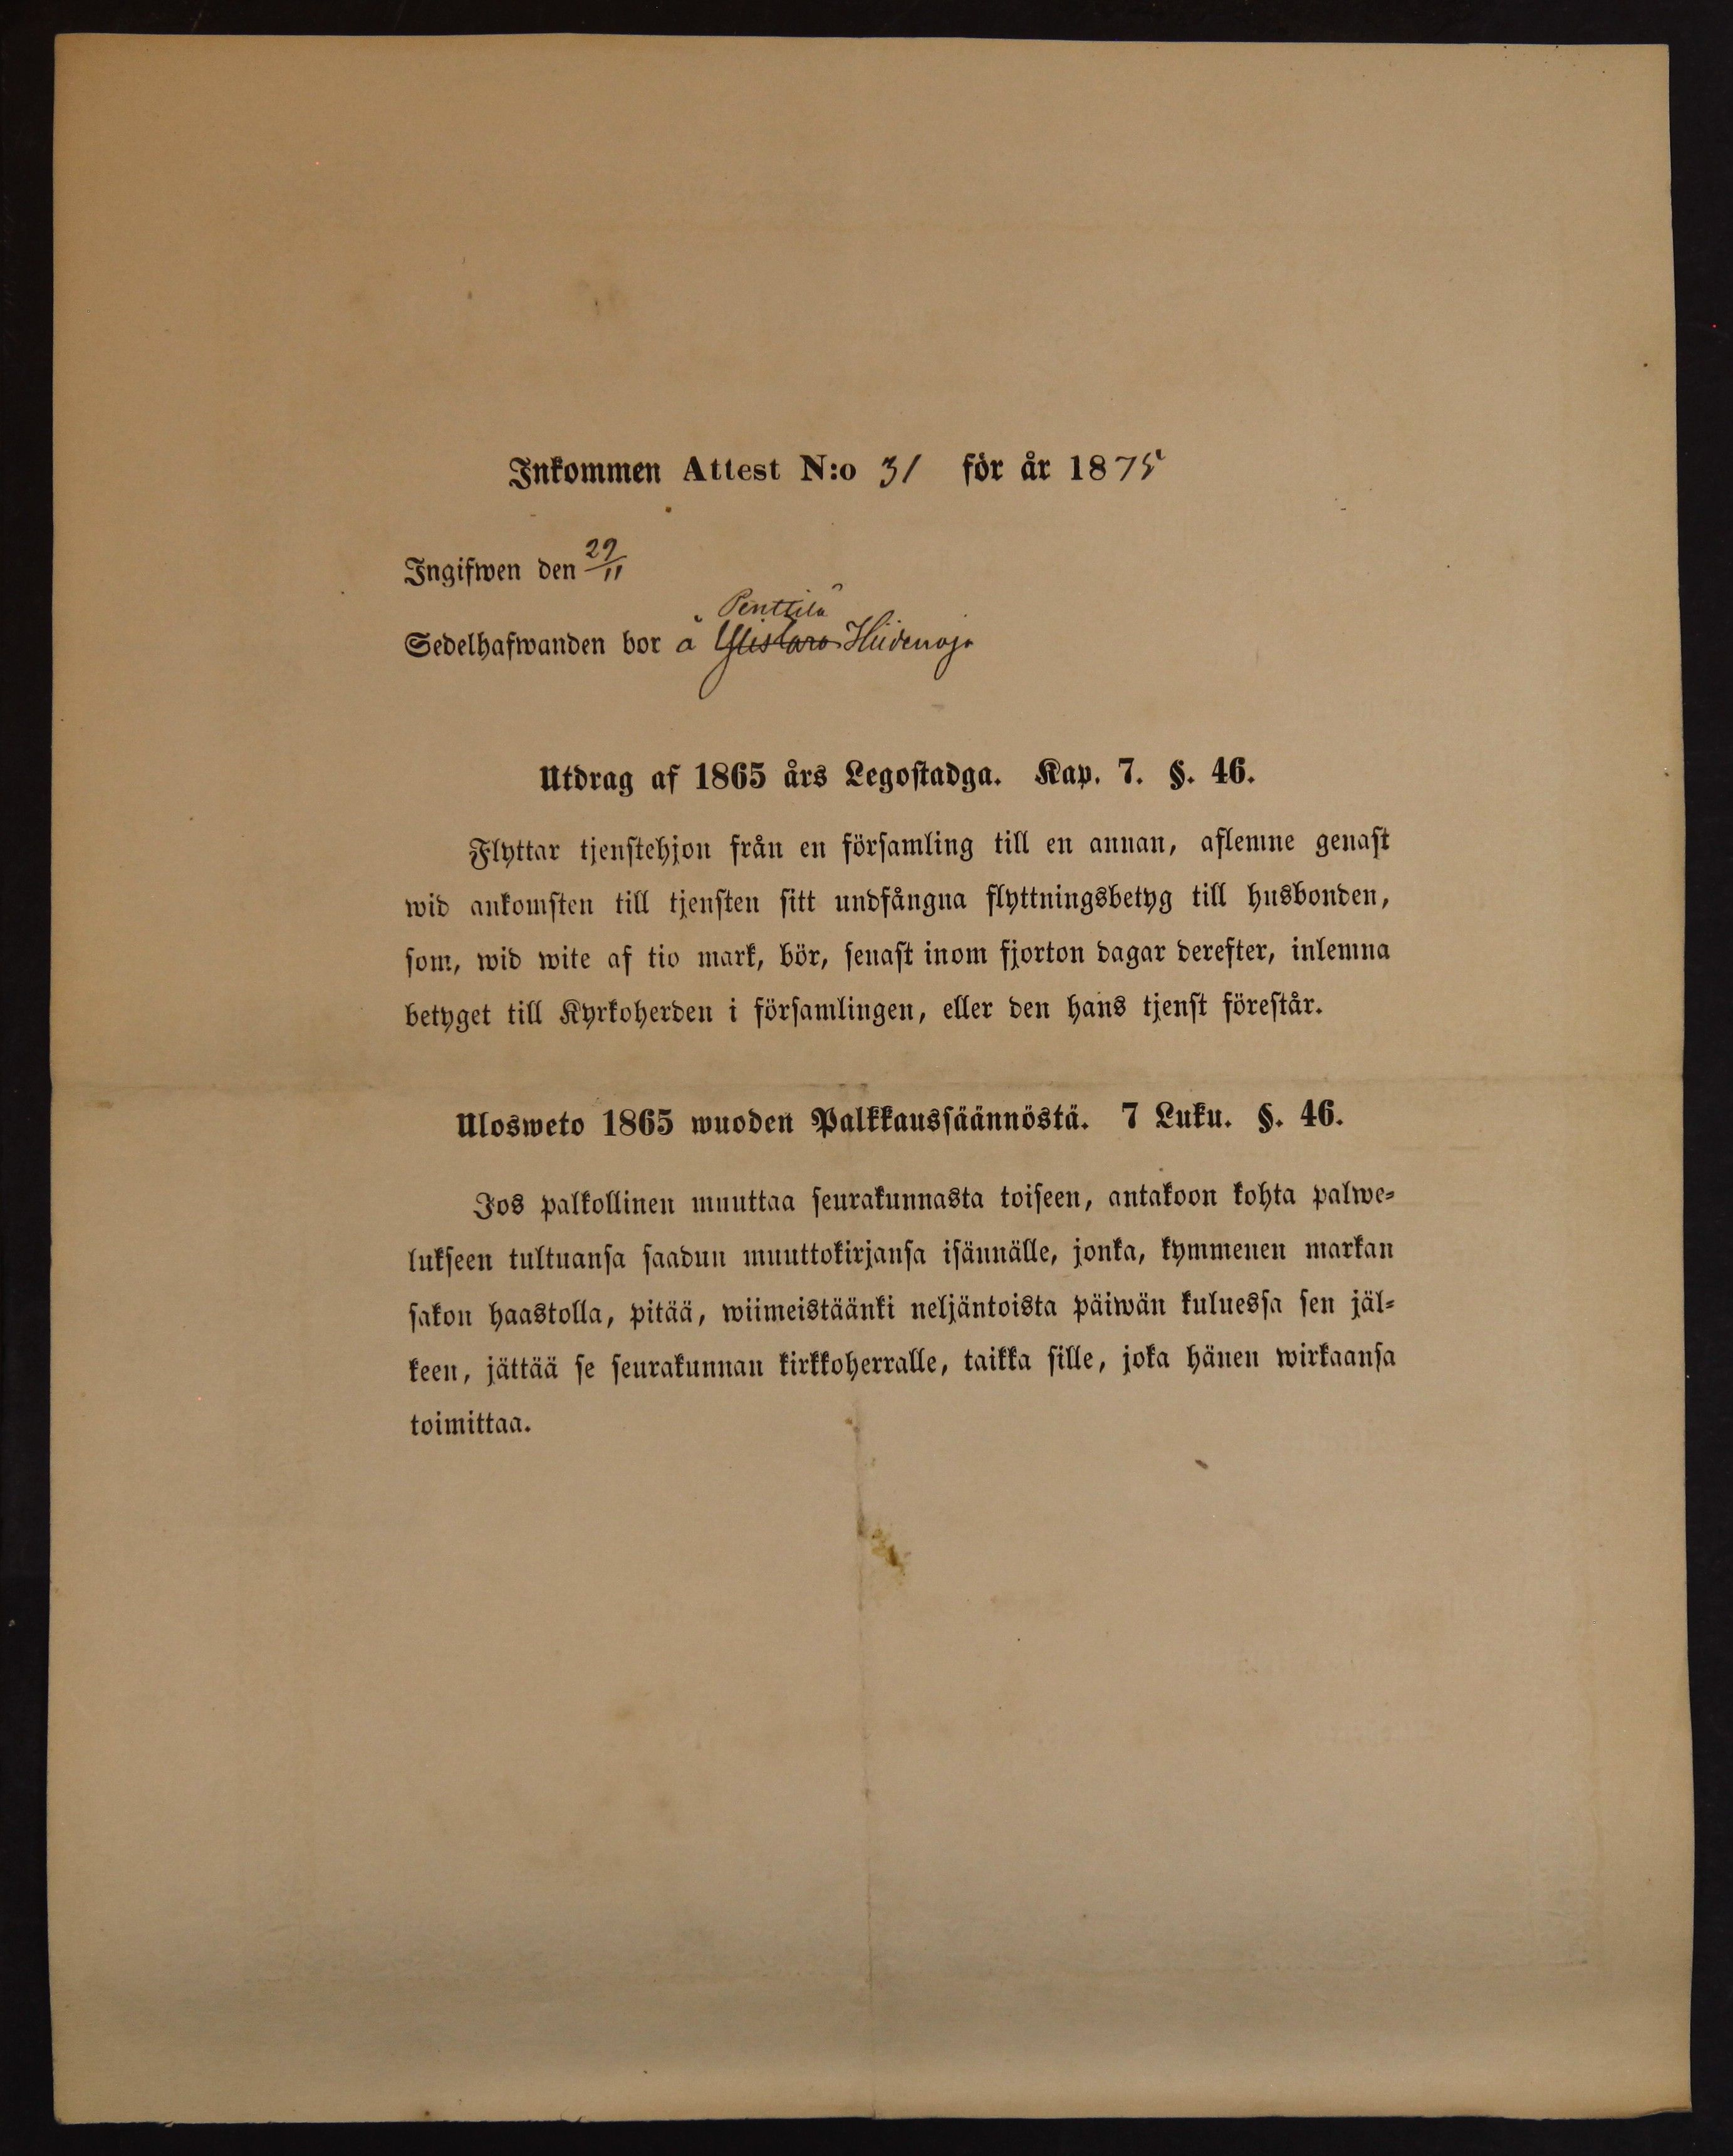 Inkommen Attest N:o 31 för år 1875
Ingifwen den 29/11
Penttilä
Sedelhafwanden bor å Ylistaro Hiidenoja
Utdrag af 1865 års Legostadga. Kap. 7. §. 46.
Flyttar tjenstehjon från en församling till en annan, aflemne genast
wid ankomsten till tjensten sitt undfångna flyttningsbetyg till husbonden,
som, wid wite af tio mark, bör, senast inom fjorton dagar derefter, inlemna
betyget till Kyrkoherden i församlingen, eller den hans tjenst förestår.
Ulosweto 1865 wuoden Palkkaussäännöstä. 7 Luku. §. 46.
Jos palkollinen muuttaa seurakunnasta toiseen, antakoon kohta palwe-
lukseen tultuansa saadun muuttokirjansa isännälle, jonka, kymmenen markan
sakon haastolla, pitää, wiimeistäänki neljäntoista päiwän kuluessa sen jäl-
keen, jättää se seurakunnan kirkkoherralle, taikka sille, joka hänen wirkaansa
toimittaa.